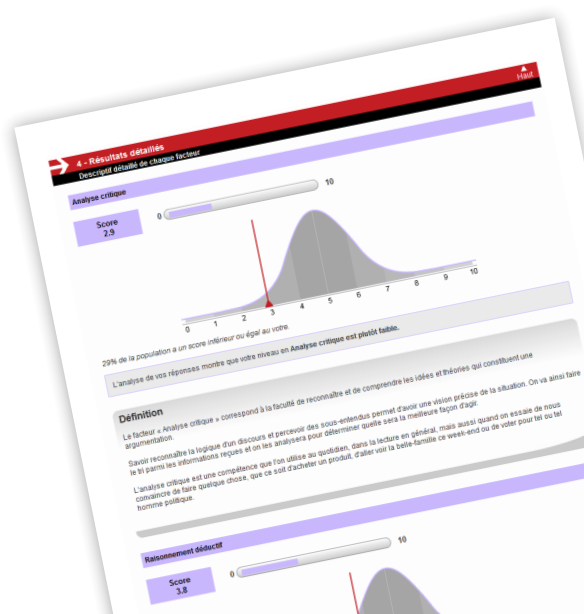 Haut
4 - Résultats détaillés
Descriptif détaillé de chaque facteur
Analyse critique
Score
2.9
0
10
0 1 2 3 4 5 6 7 8 9 10
29% de la population a un score inférieur ou égal au votre.
L'analyse de vos réponses montre que votre niveau en Analyse critique est plutôt faible.
Définition
Le facteur « Analyse critique » correspond à la faculté de reconnaître et de comprendre les idées et théories qui constituent une
argumentation.
Savoir reconnaître la logique d'un discours et percevoir des sous-entendus permet d'avoir une vision précise de la situation. On va ainsi faire
le tri parmi les informations reçues et on les analysera pour déterminer quelle sera la meilleure façon d'agir.
L'analyse critique est une compétence que l'on utilise au quotidien, dans la lecture en général, mais aussi quand on essaie de nous
convaincre de faire quelque chose, que ce soit d'acheter un produit, d'aller voir la belle-famille ce week-end ou de voter pour tel ou tel
homme politique.
Raisonnement déductif
Score
3.8
0
10